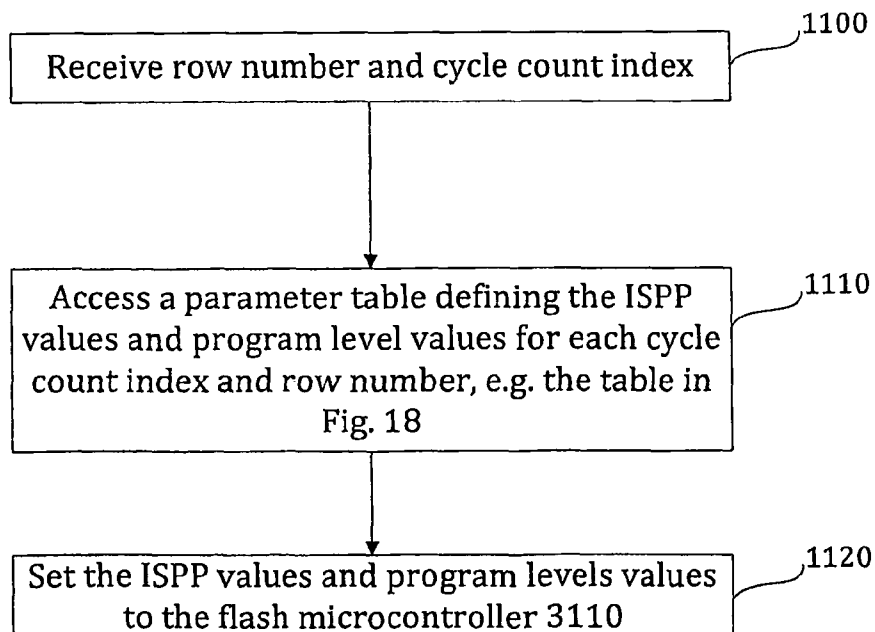 1100
Receive row number and cycle count index
1110
Access a parameter table defining the ISPP
values and program level values for each cycle
count index and row number, e.g. the table in
Fig. 18
1120
Set the ISPP values and program levels values
to the flash microcontroller 3110